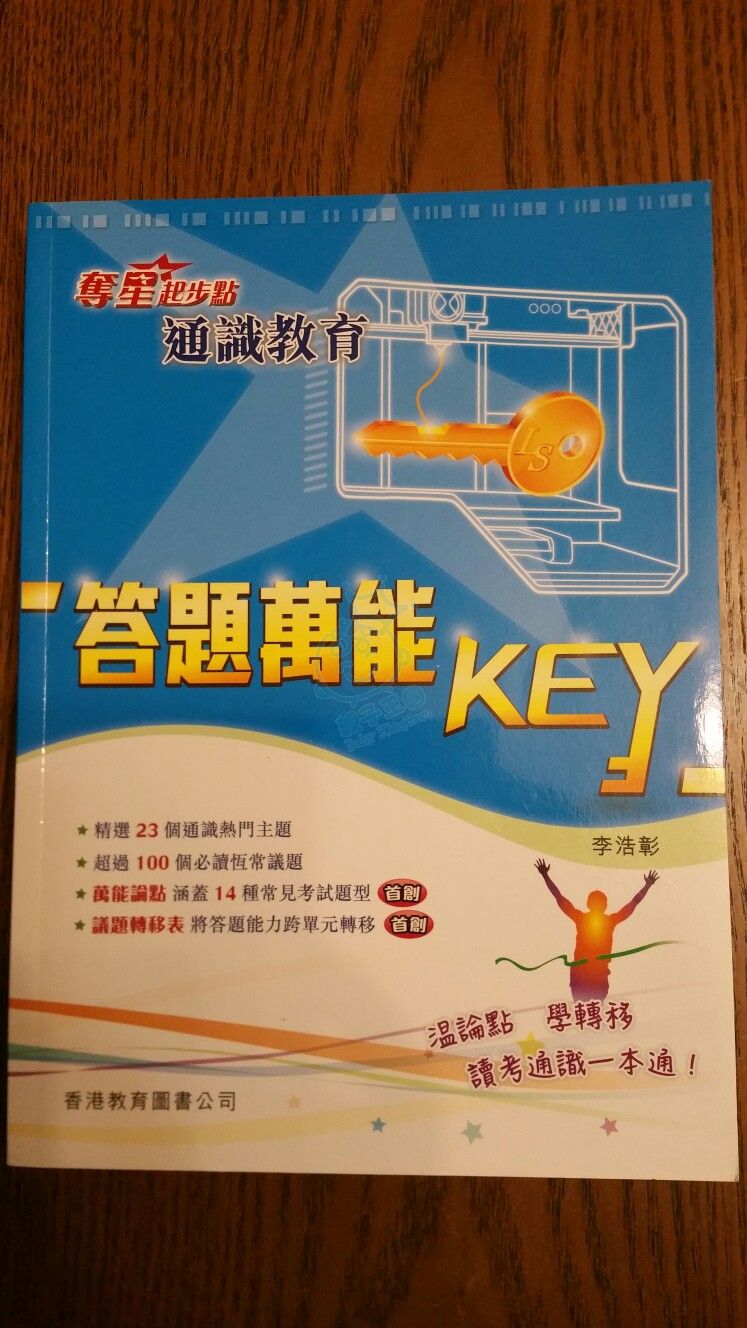 奪星起步點
通識教育
LS
答題萬能
KEY
李浩彰
★ 精選 23 個通識熱門主題
★ 超過 100 個必讀恆常議題
★ 萬能論點 涵蓋 14 種常見考試題型 首創
★ 議題轉移表 將答題能力跨單元轉移 首創
温論點 學轉移
讀考通識一本通！
香港教育圖書公司